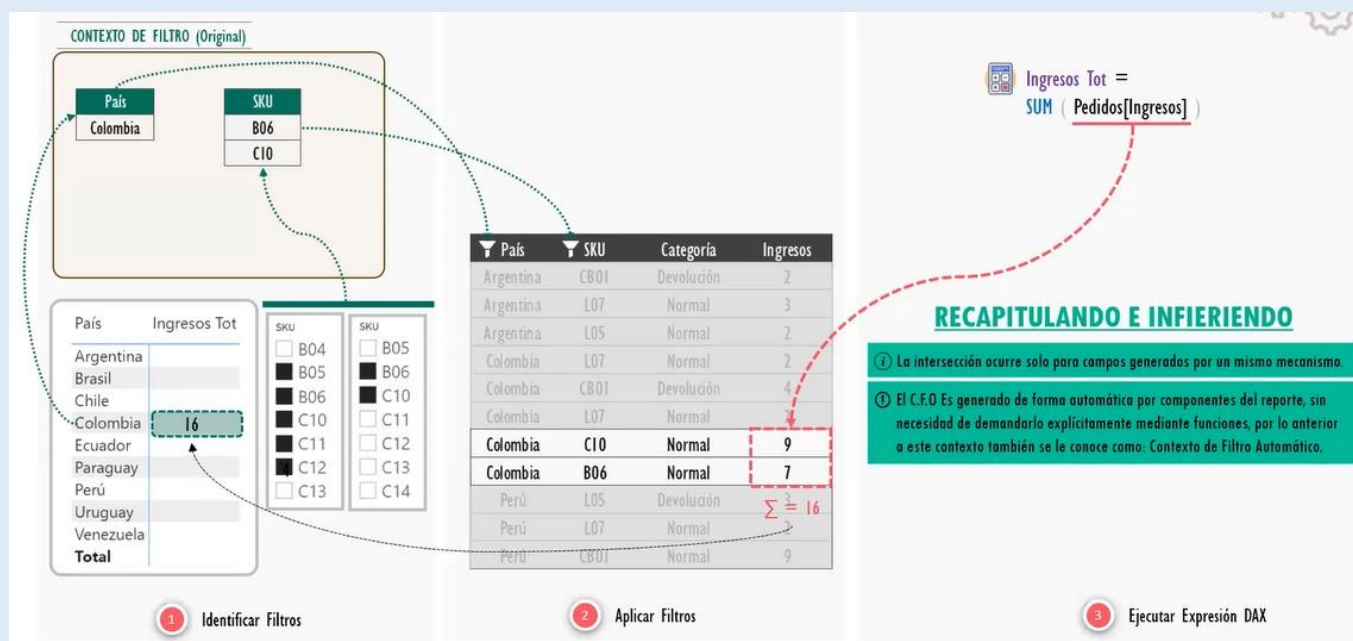 CONTEXTO DE FILTRO (Original)
País
Colombia
SKU
B06
C10
País Ingresos Tot
Argentina
Brasil
Chile
Colombia 16
Ecuador
Paraguay
Perú
Uruguay
Venezuela
Total
SKU
B04
B05
B06
C10
C11
C12
C13
SKU
B05
B06
C10
C11
C12
C13
C14
1 Identificar Filtros
País SKU Categoría Ingresos
Argentina CB01 Devolución 2
Argentina L07 Normal 3
Argentina L05 Normal 2
Colombia L07 Normal 2
Colombia CB01 Devolución 4
Colombia L07 Normal
Colombia C10 Normal 9
Colombia B06 Normal 7
Perú L05 Devolución 3
∑ = 16
Perú L07 Normal 2
Perú CB01 Normal 9
2 Aplicar Filtros
Ingresos Tot =
SUM ( Pedidos[Ingresos] )
RECAPITULANDO E INFIERIENDO
La intersección ocurre solo para campos generados por un mismo mecanismo.
El C.F.O Es generado de forma automática por componentes del reporte, sin
necesidad de demandarlo explícitamente mediante funciones, por lo anterior
a este contexto también se le conoce como: Contexto de Filtro Automático.
3 Ejecutar Expresión DAX